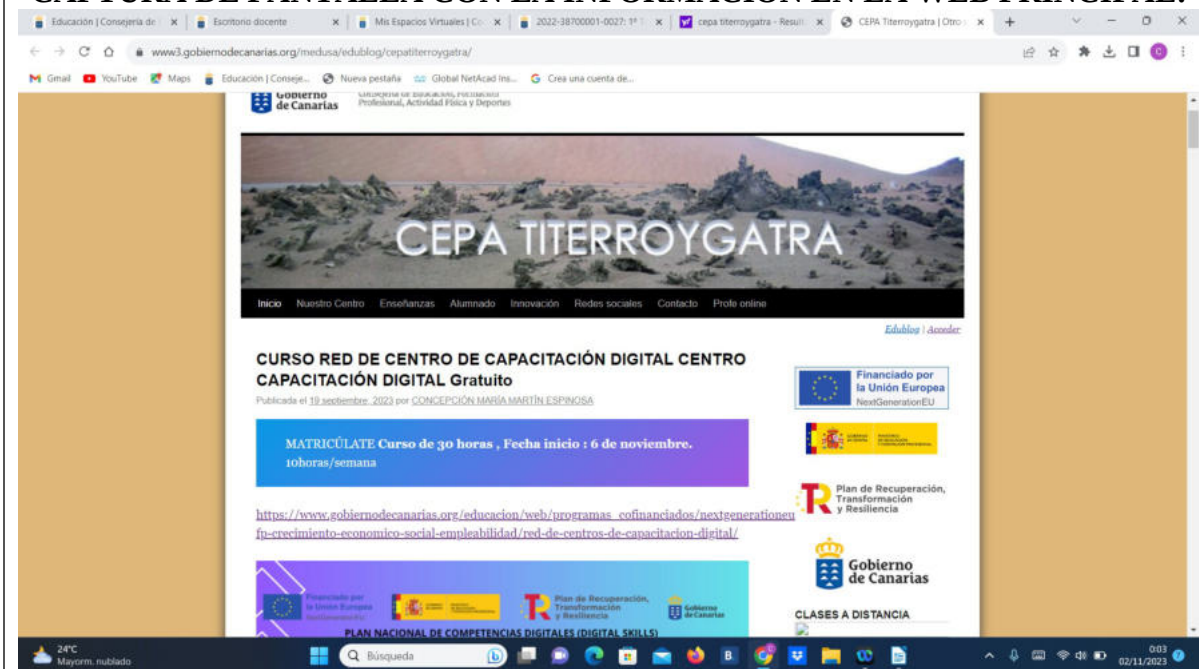 CAPTURA DE PANTALLA CON LA INFORMACIÓN EN LA WEB PRINCIPAL:
Educación | Consejería de
Escritorio docente
Mis Espacios Virtuales | Co
2022-38700001-0027: 1º
cepa titerroygatra - Result
CEPA Titerroygatra | Otro
www3.gobiernodecanarias.org/medusa/edublog/cepatiterroygatra/
Gmail
YouTube
Maps
Educación | Conseje...
Nueva pestaña
Global NetAcad Ins...
Crea una cuenta de...
Gobierno
de Canarias
Consejería de Educación, Formación
Profesional, Actividad Física y Deportes
CEPA TITERROYGATRA
Inicio Nuestro Centro Enseñanzas Alumnado Innovación Redes sociales Contacto Profe online
Edublog | Acceder
CURSO RED DE CENTRO DE CAPACITACIÓN DIGITAL CENTRO
CAPACITACIÓN DIGITAL Gratuito
Publicada el 19 septiembre, 2023 por CONCEPCIÓN MARÍA MARTÍN ESPINOSA
MATRICÚLATE Curso de 30 horas , Fecha inicio : 6 de noviembre.
10horas/semana
https://www.gobiernodecanarias.org/educacion/web/programas_cofinanciados/nextgenerationeu
fp-crecimiento-economico-social-empleabilidad/red-de-centros-de-capacitacion-digital/
Financiado por
la Unión Europea
Plan de Recuperación,
Transformación
y Resiliencia
Gobierno
de Canarias
PLAN NACIONAL DE COMPETENCIAS DIGITALES (DIGITAL SKILLS)
Financiado por
la Unión Europea
NextGenerationEU
Plan de Recuperación,
Transformación
y Resiliencia
Gobierno
de Canarias
CLASES A DISTANCIA
24°C
Mayorm. nublado
Búsqueda
0:03
02/11/2023